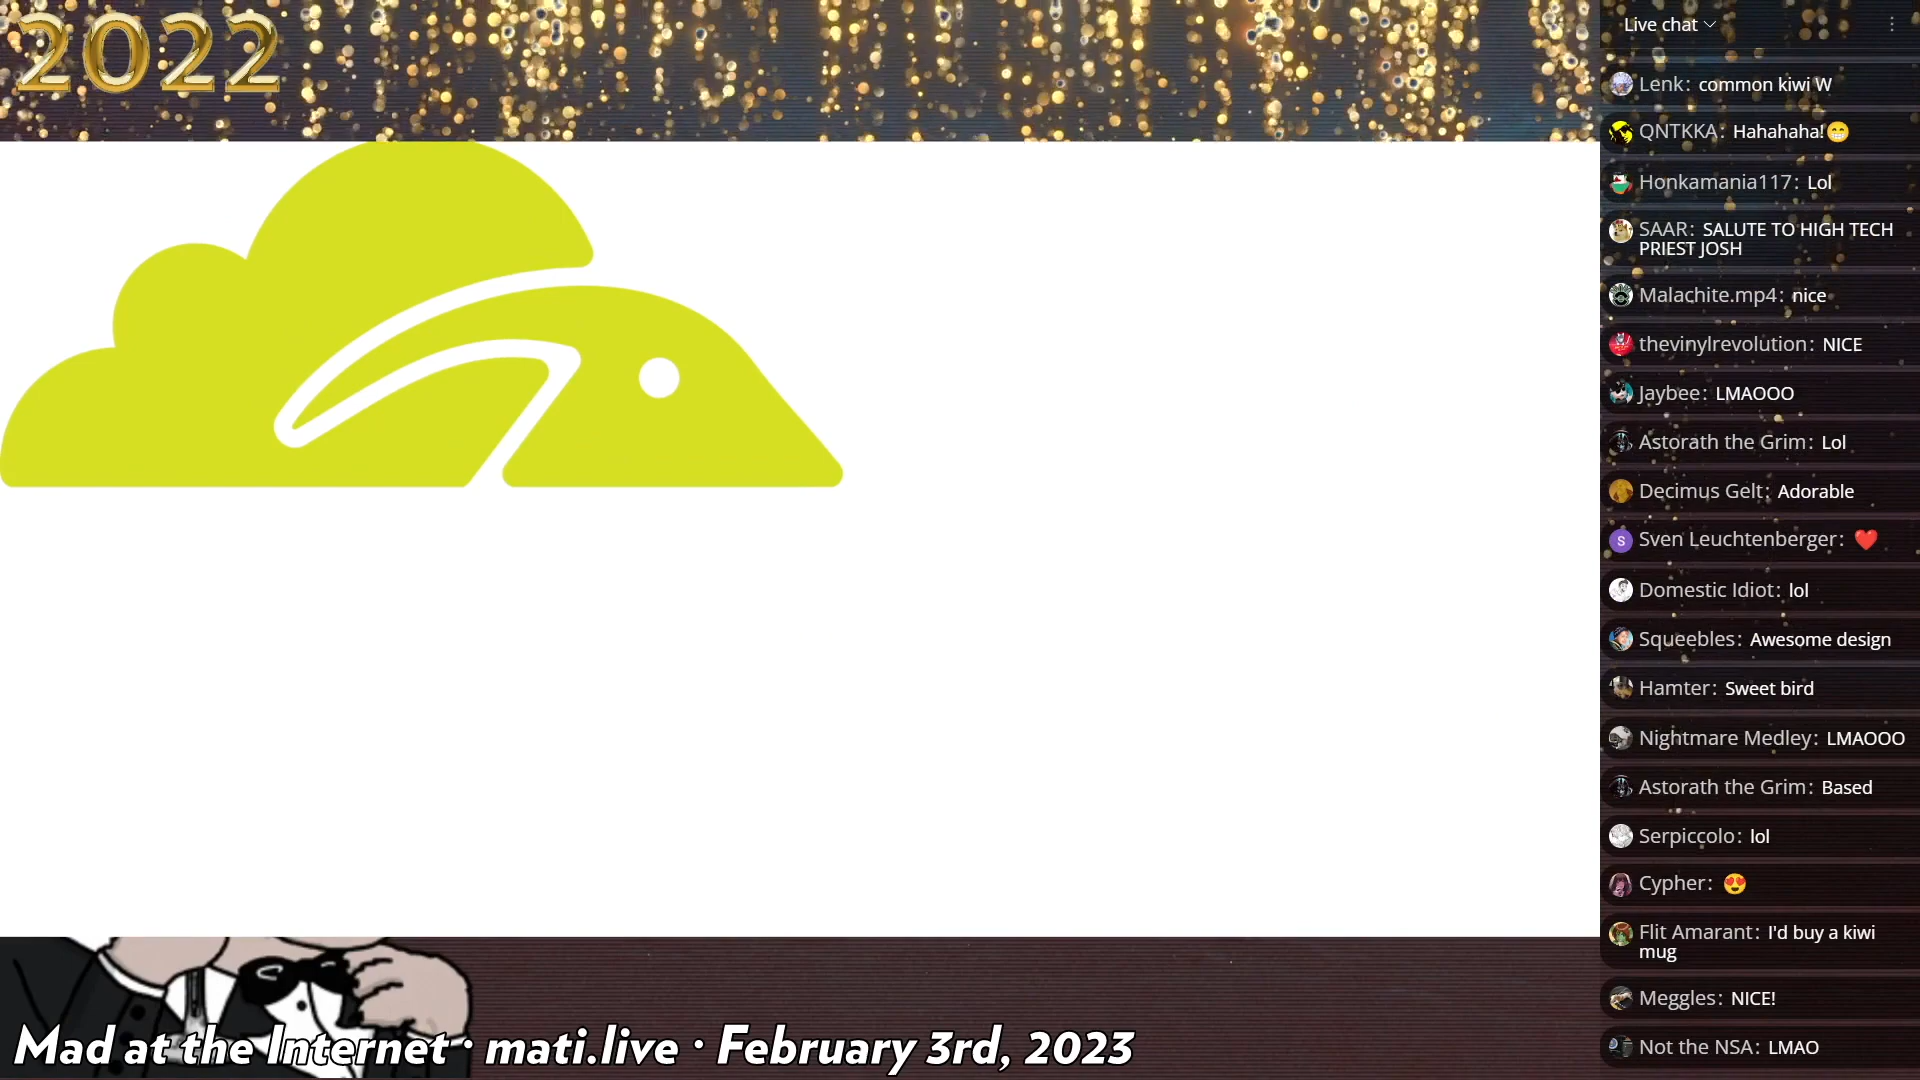 2022
Live chat
Lenk: common kiwi W
QNTKKA: Hahahaha!😁
Honkamania117: Lol
SAAR: SALUTE TO HIGH TECH
PRIEST JOSH
Malachite.mp4: nice
thevinylrevolution: NICE
Jaybee: LMAOOO
Astorath the Grim: Lol
Decimus Gelt: Adorable
S
Sven Leuchtenberger: ❤️
Domestic Idiot: lol
Squeebles: Awesome design
Hamter: Sweet bird
Nightmare Medley: LMAOOO
Astorath the Grim: Based
Serpiccolo: lol
Cypher: 😍
Flit Amarant: I'd buy a kiwi
mug
Meggles: NICE!
Not the NSA: LMAO
Mad at the Internet · mati.live · February 3rd, 2023